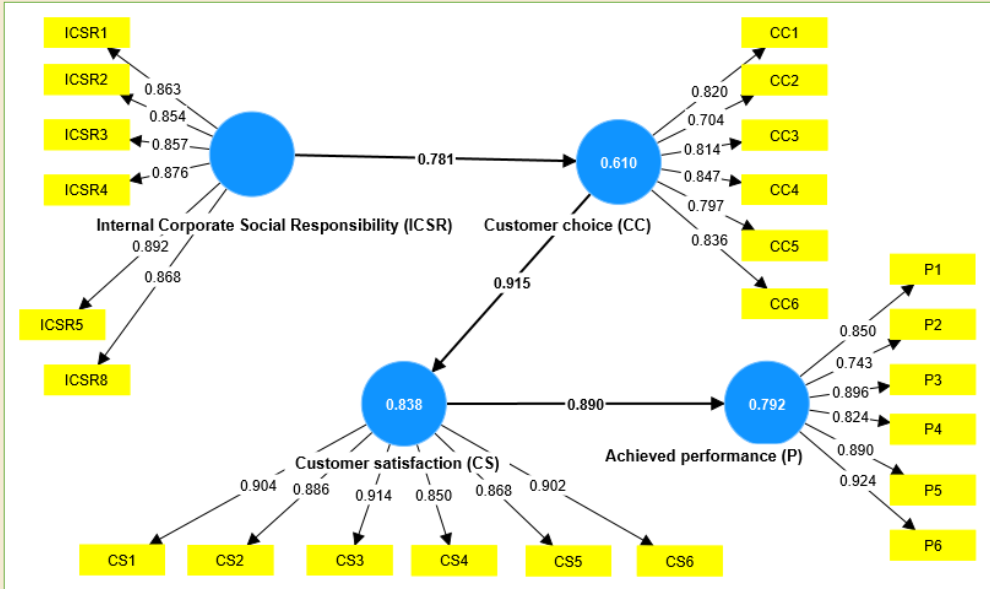 ICSR1
ICSR2
ICSR3
ICSR4
0.863
0.854
0.857
0.876
0.781
0.610
CC1
CC2
CC3
CC4
CC5
CC6
0.820
0.704
0.814
0.847
0.797
0.836
Internal Corporate Social Responsibility (ICSR)
Customer choice (CC)
0.892
0.868
ICSR5
ICSR8
0.915
0.838
0.890
0.792
Customer satisfaction (CS)
Achieved performance (P)
P1
P2
P3
P4
P5
P6
0.850
0.743
0.896
0.824
0.890
0.924
0.904
0.886
0.914
0.850
0.868
0.902
CS1
CS2
CS3
CS4
CS5
CS6